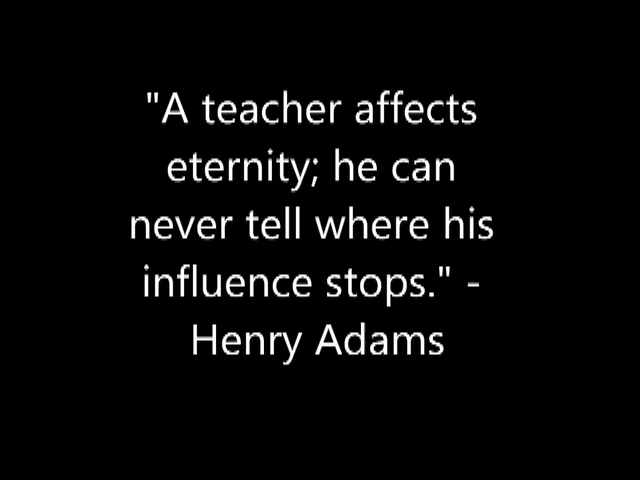 "A teacher affects
eternity; he can
never tell where his
influence stops." -
Henry Adams